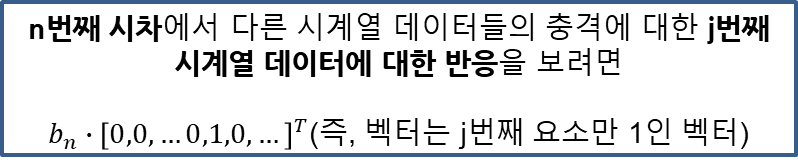 n번째 시차에서 다른 시계열 데이터들의 충격에 대한 j번째
시계열 데이터에 대한 반응을 보려면
b_n · [0,0, … 0,1,0, … ]^T(즉, 벡터는 j번째 요소만 1인 벡터)